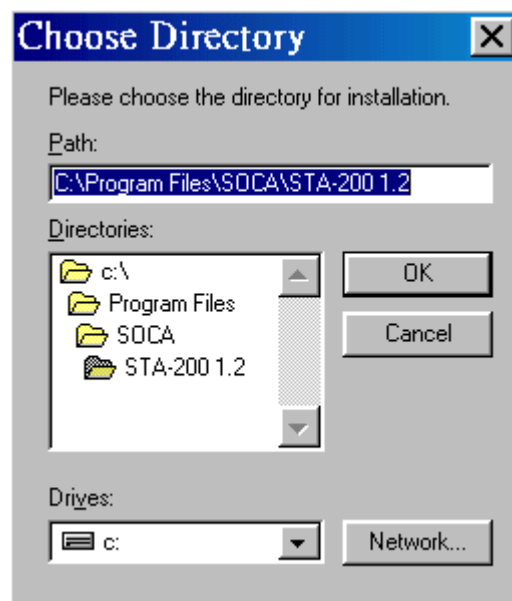 Choose Directory
Please choose the directory for installation.
Path:
C:\Program Files\SOCA\STA-200 1.2
Directories:
c:\
Program Files
SOCA
STA-200 1.2
OK
Cancel
Drives:
c:
Network...